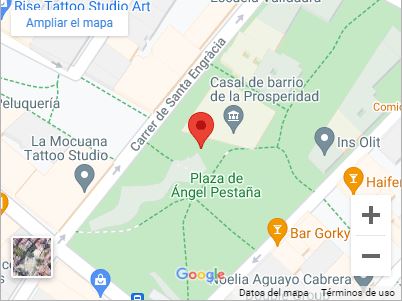 Escuela Valldaura
Rise Tattoo Studio Art
Ampliar el mapa
Carrer de Santa Engràcia
Casal de barrio
de la Prosperidad
Peluquería
Comic
La Mocuana
Tattoo Studio
Ins Olit
Plaza de
Ángel Pestaña
Haifen
Bar Gorky
+
−
Google
Noelia Aguayo Cabrera
Datos del mapa
Términos de uso